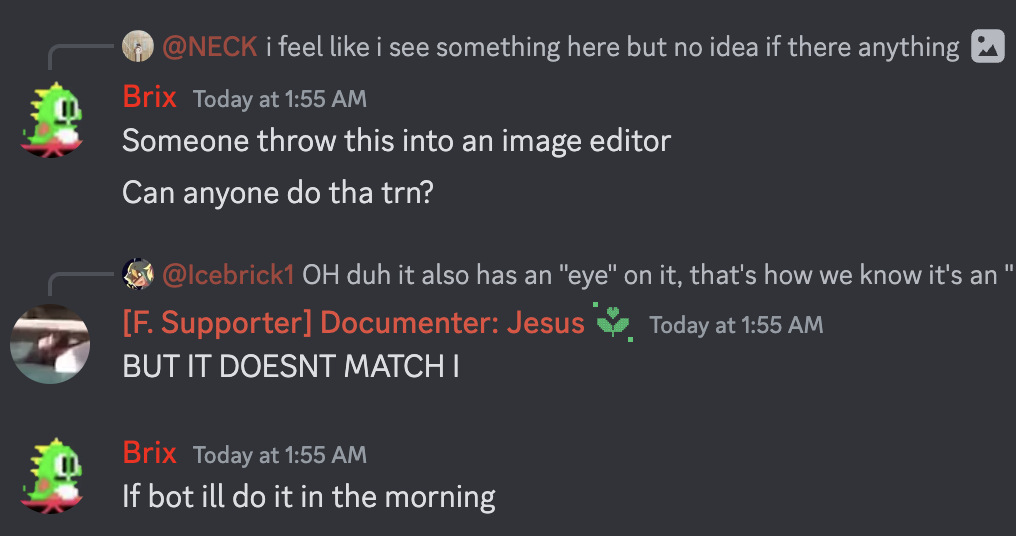 @NECK i feel like i see something here but no idea if there anything
Brix Today at 1:55 AM
Someone throw this into an image editor
Can anyone do tha trn?
@Icebrick1 OH duh it also has an "eye" on it, that's how we know it's an "
[F. Supporter] Documenter: Jesus Today at 1:55 AM
BUT IT DOESNT MATCH I
Brix Today at 1:55 AM
If bot ill do it in the morning